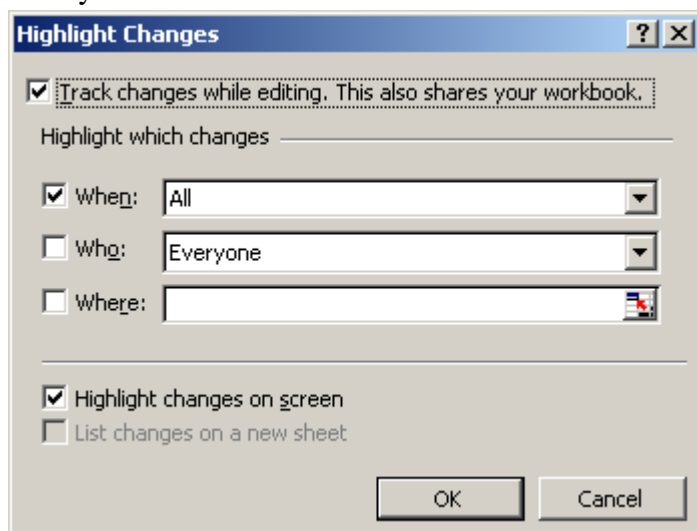 Highlight Changes
Track changes while editing. This also shares your workbook.
Highlight which changes
When: All
Who: Everyone
Where:
Highlight changes on screen
List changes on a new sheet
OK Cancel